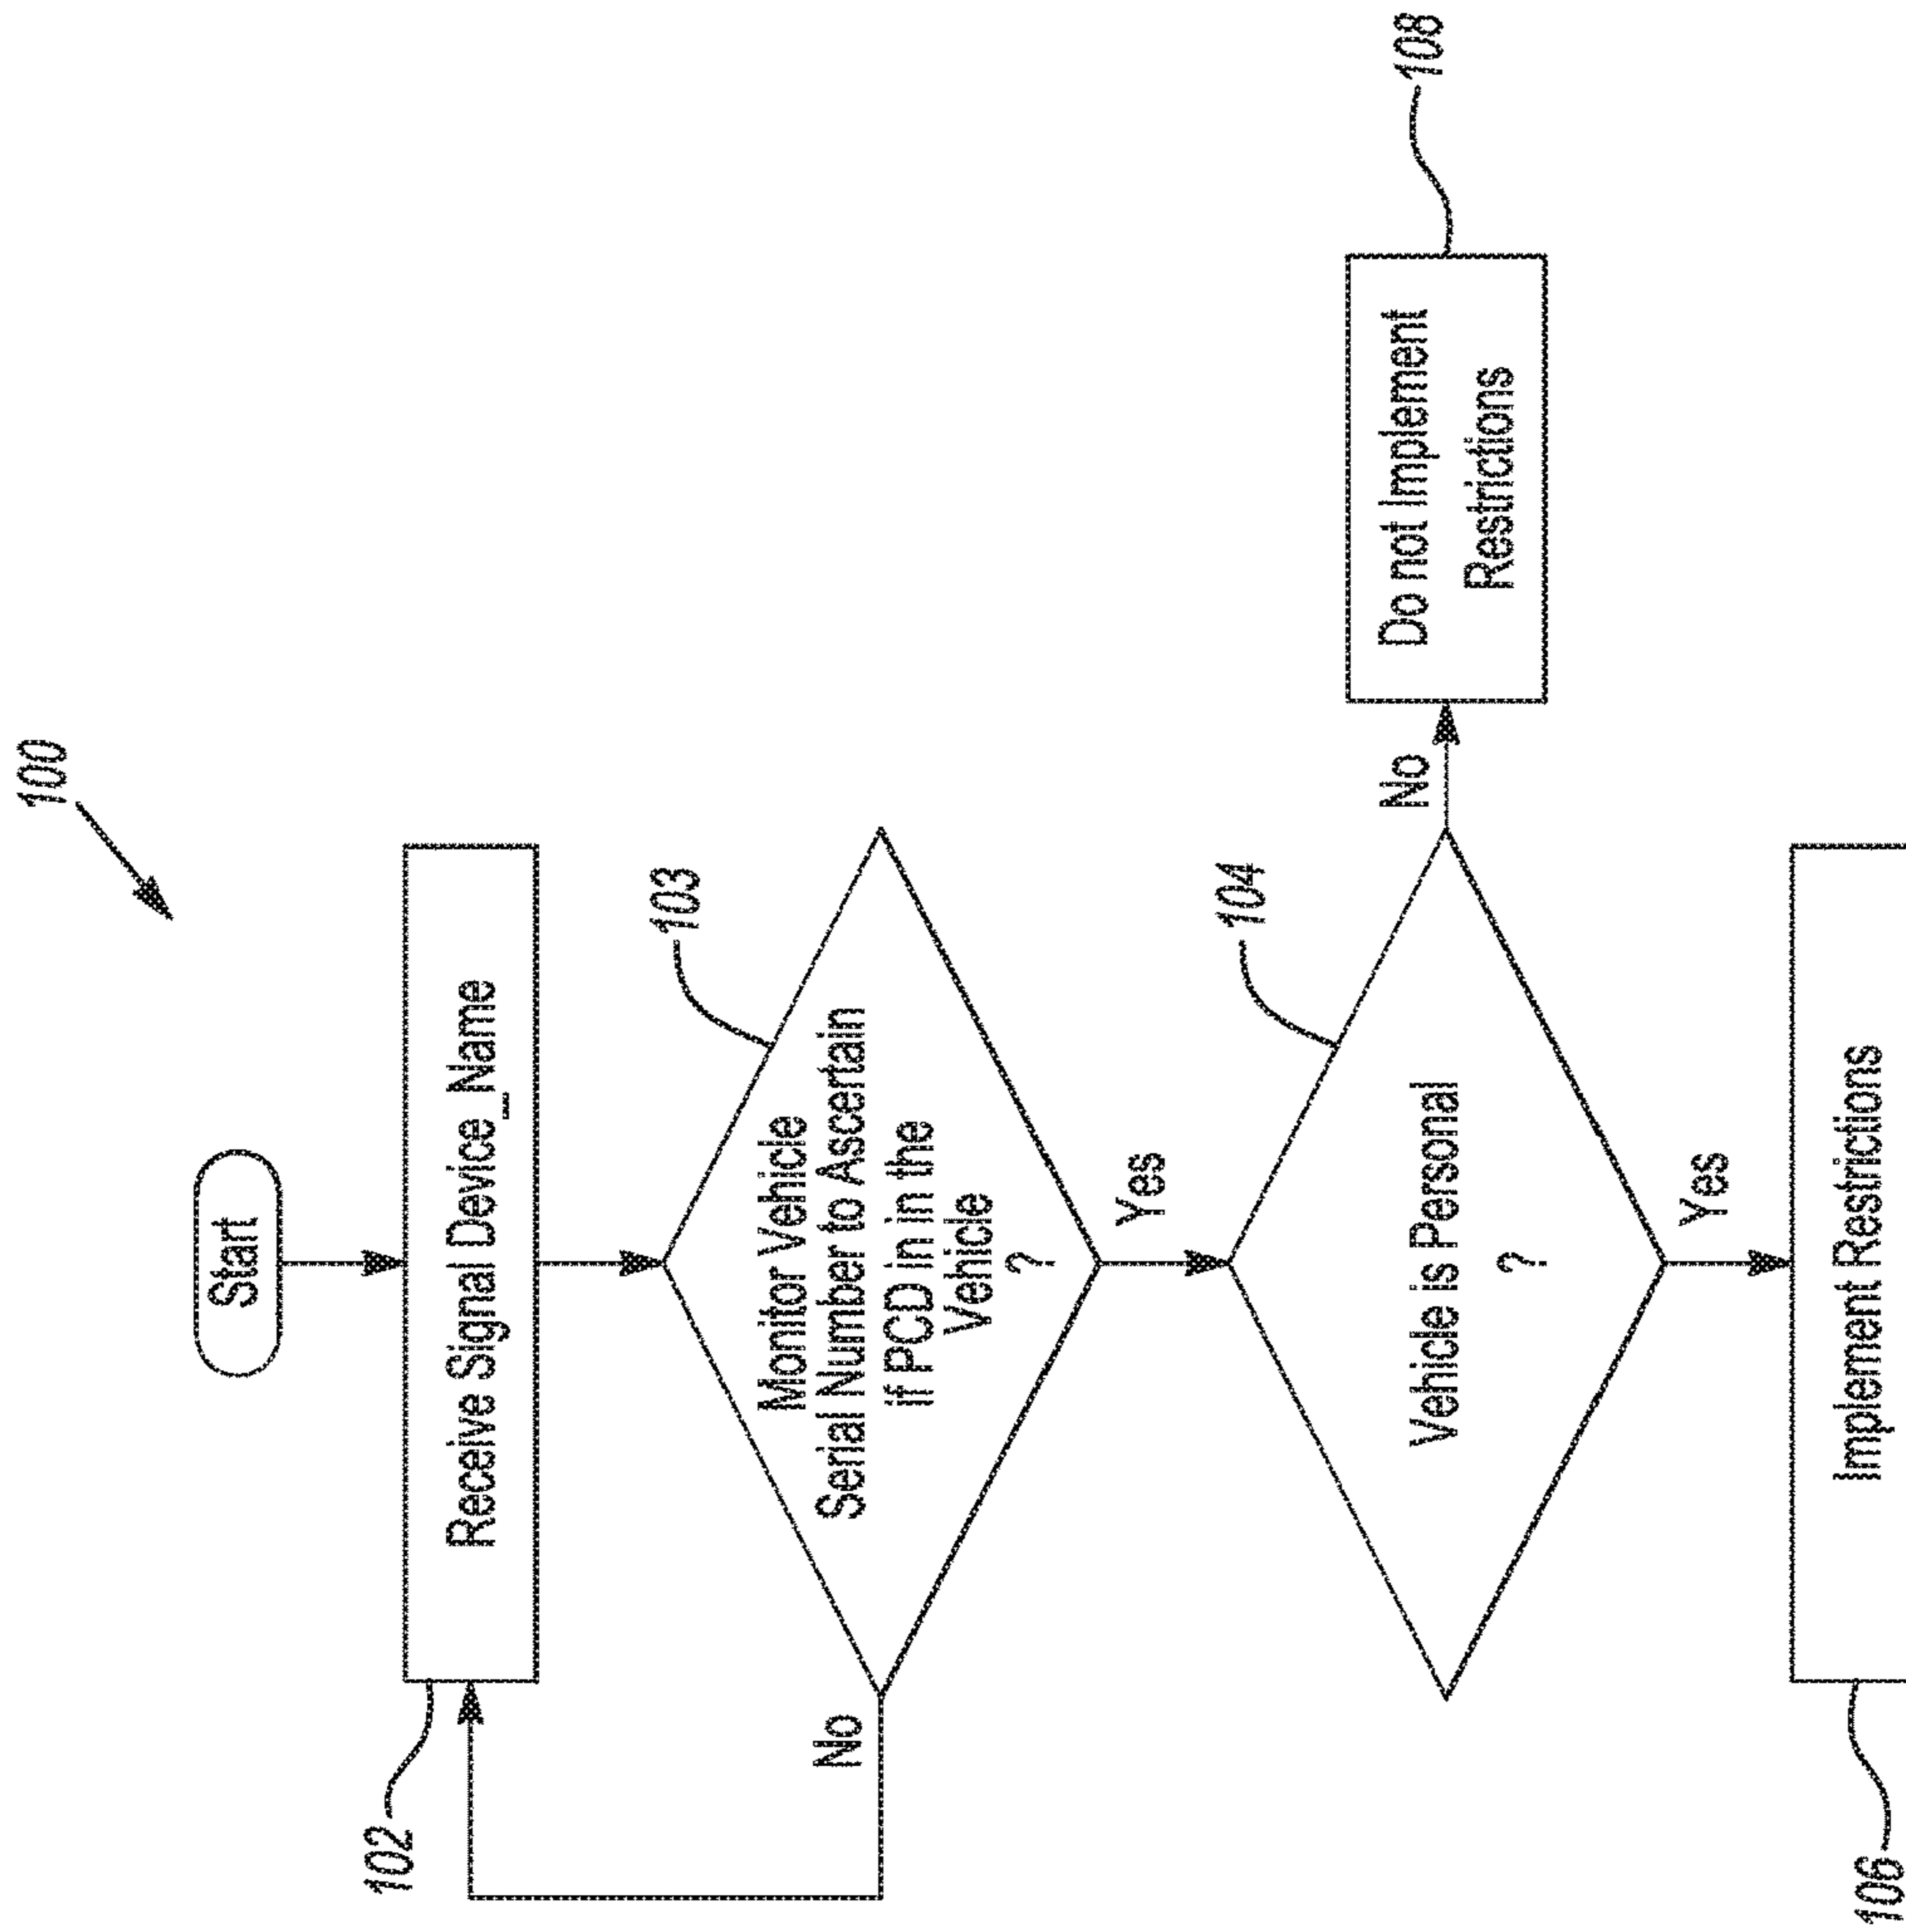 100
Start
102
Receive Signal Device_Name
103
Monitor Vehicle
Serial Number to Ascertain
if PCD in in the
Vehicle
?
No
Yes
104
Vehicle is Personal
?
No
Do not Implement
Restrictions
108
Yes
106
Implement Restrictions